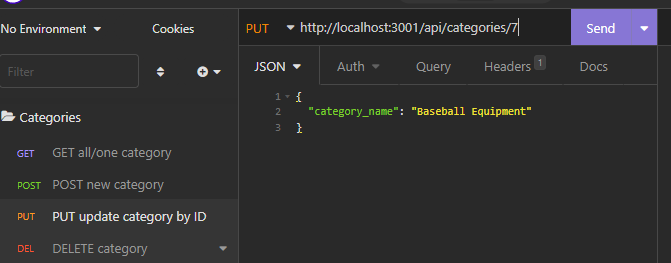 No Environment Cookies
PUT http://localhost:3001/api/categories/7 Send
Filter
JSON Auth Query Headers 1 Docs
1 {
2 "category_name": "Baseball Equipment"
3 }
Categories
GET GET all/one category
POST POST new category
PUT PUT update category by ID
DEL DELETE category